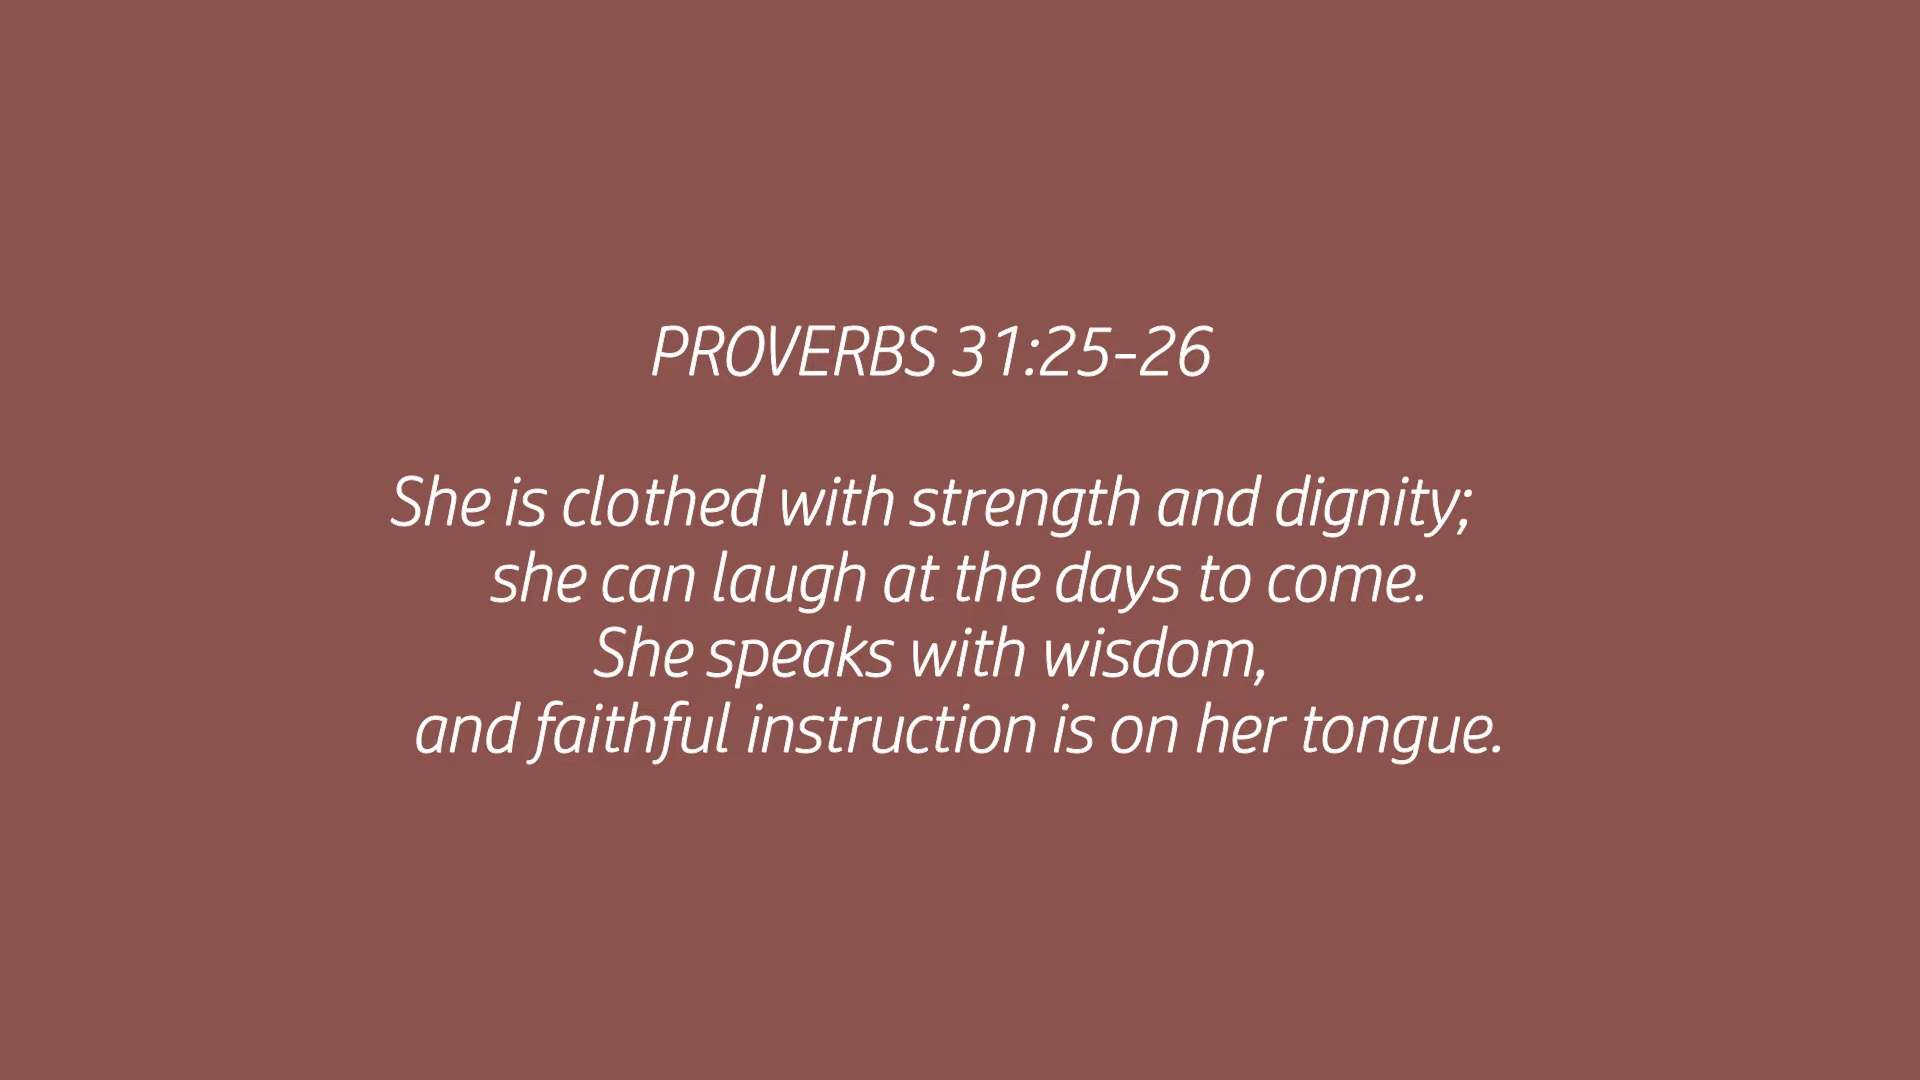 PROVERBS 31:25-26
She is clothed with strength and dignity;
she can laugh at the days to come.
She speaks with wisdom,
and faithful instruction is on her tongue.